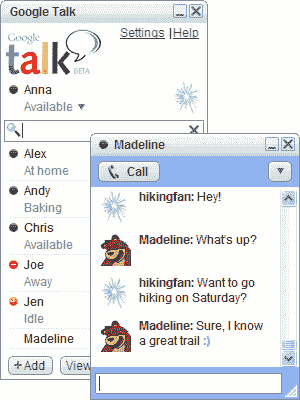 Google Talk
Settings | Help
Google
talk
BETA
Anna
Available
Alex
At home
Andy
Baking
Chris
Available
Joe
Away
Jen
Idle
Madeline
+ Add
View
Madeline
Call
hikingfan: Hey!
Madeline: What's up?
hikingfan: Want to go
hiking on Saturday?
Madeline: Sure, I know
a great trail :)